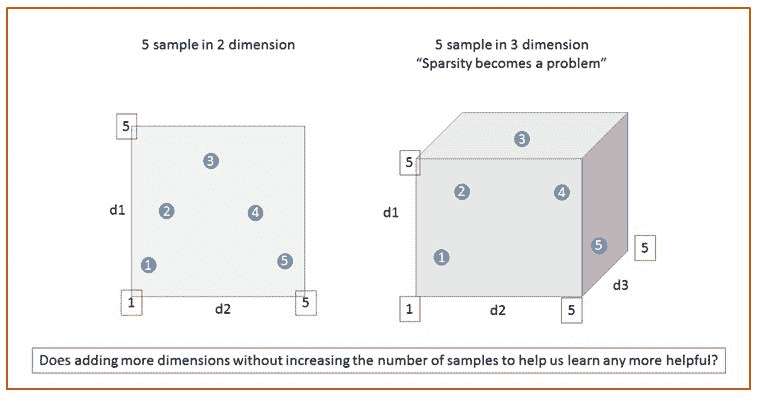 5 sample in 2 dimension
5 sample in 3 dimension
“Sparsity becomes a problem”
5
3
d1
2
4
1
5
1
d2
5
3
5
2
4
d1
1
5
5
d3
1
d2
5
Does adding more dimensions without increasing the number of samples to help us learn any more helpful?